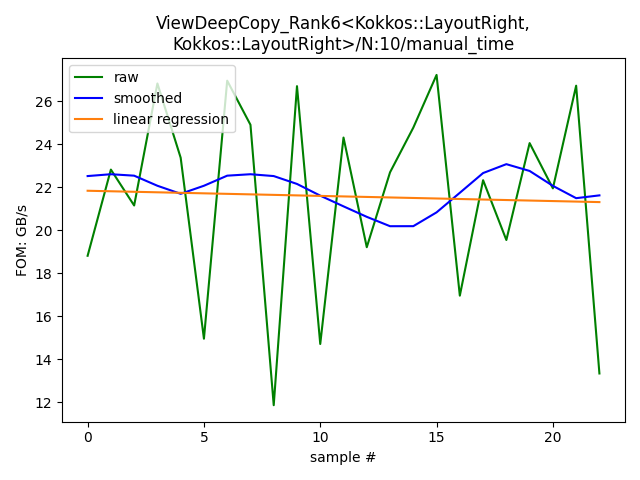 ViewDeepCopy_Rank6<Kokkos::LayoutRight,
Kokkos::LayoutRight>/N:10/manual_time
raw
smoothed
linear regression
FOM: GB/s
26
24
22
20
18
16
14
12
0
5
10
15
20
sample #